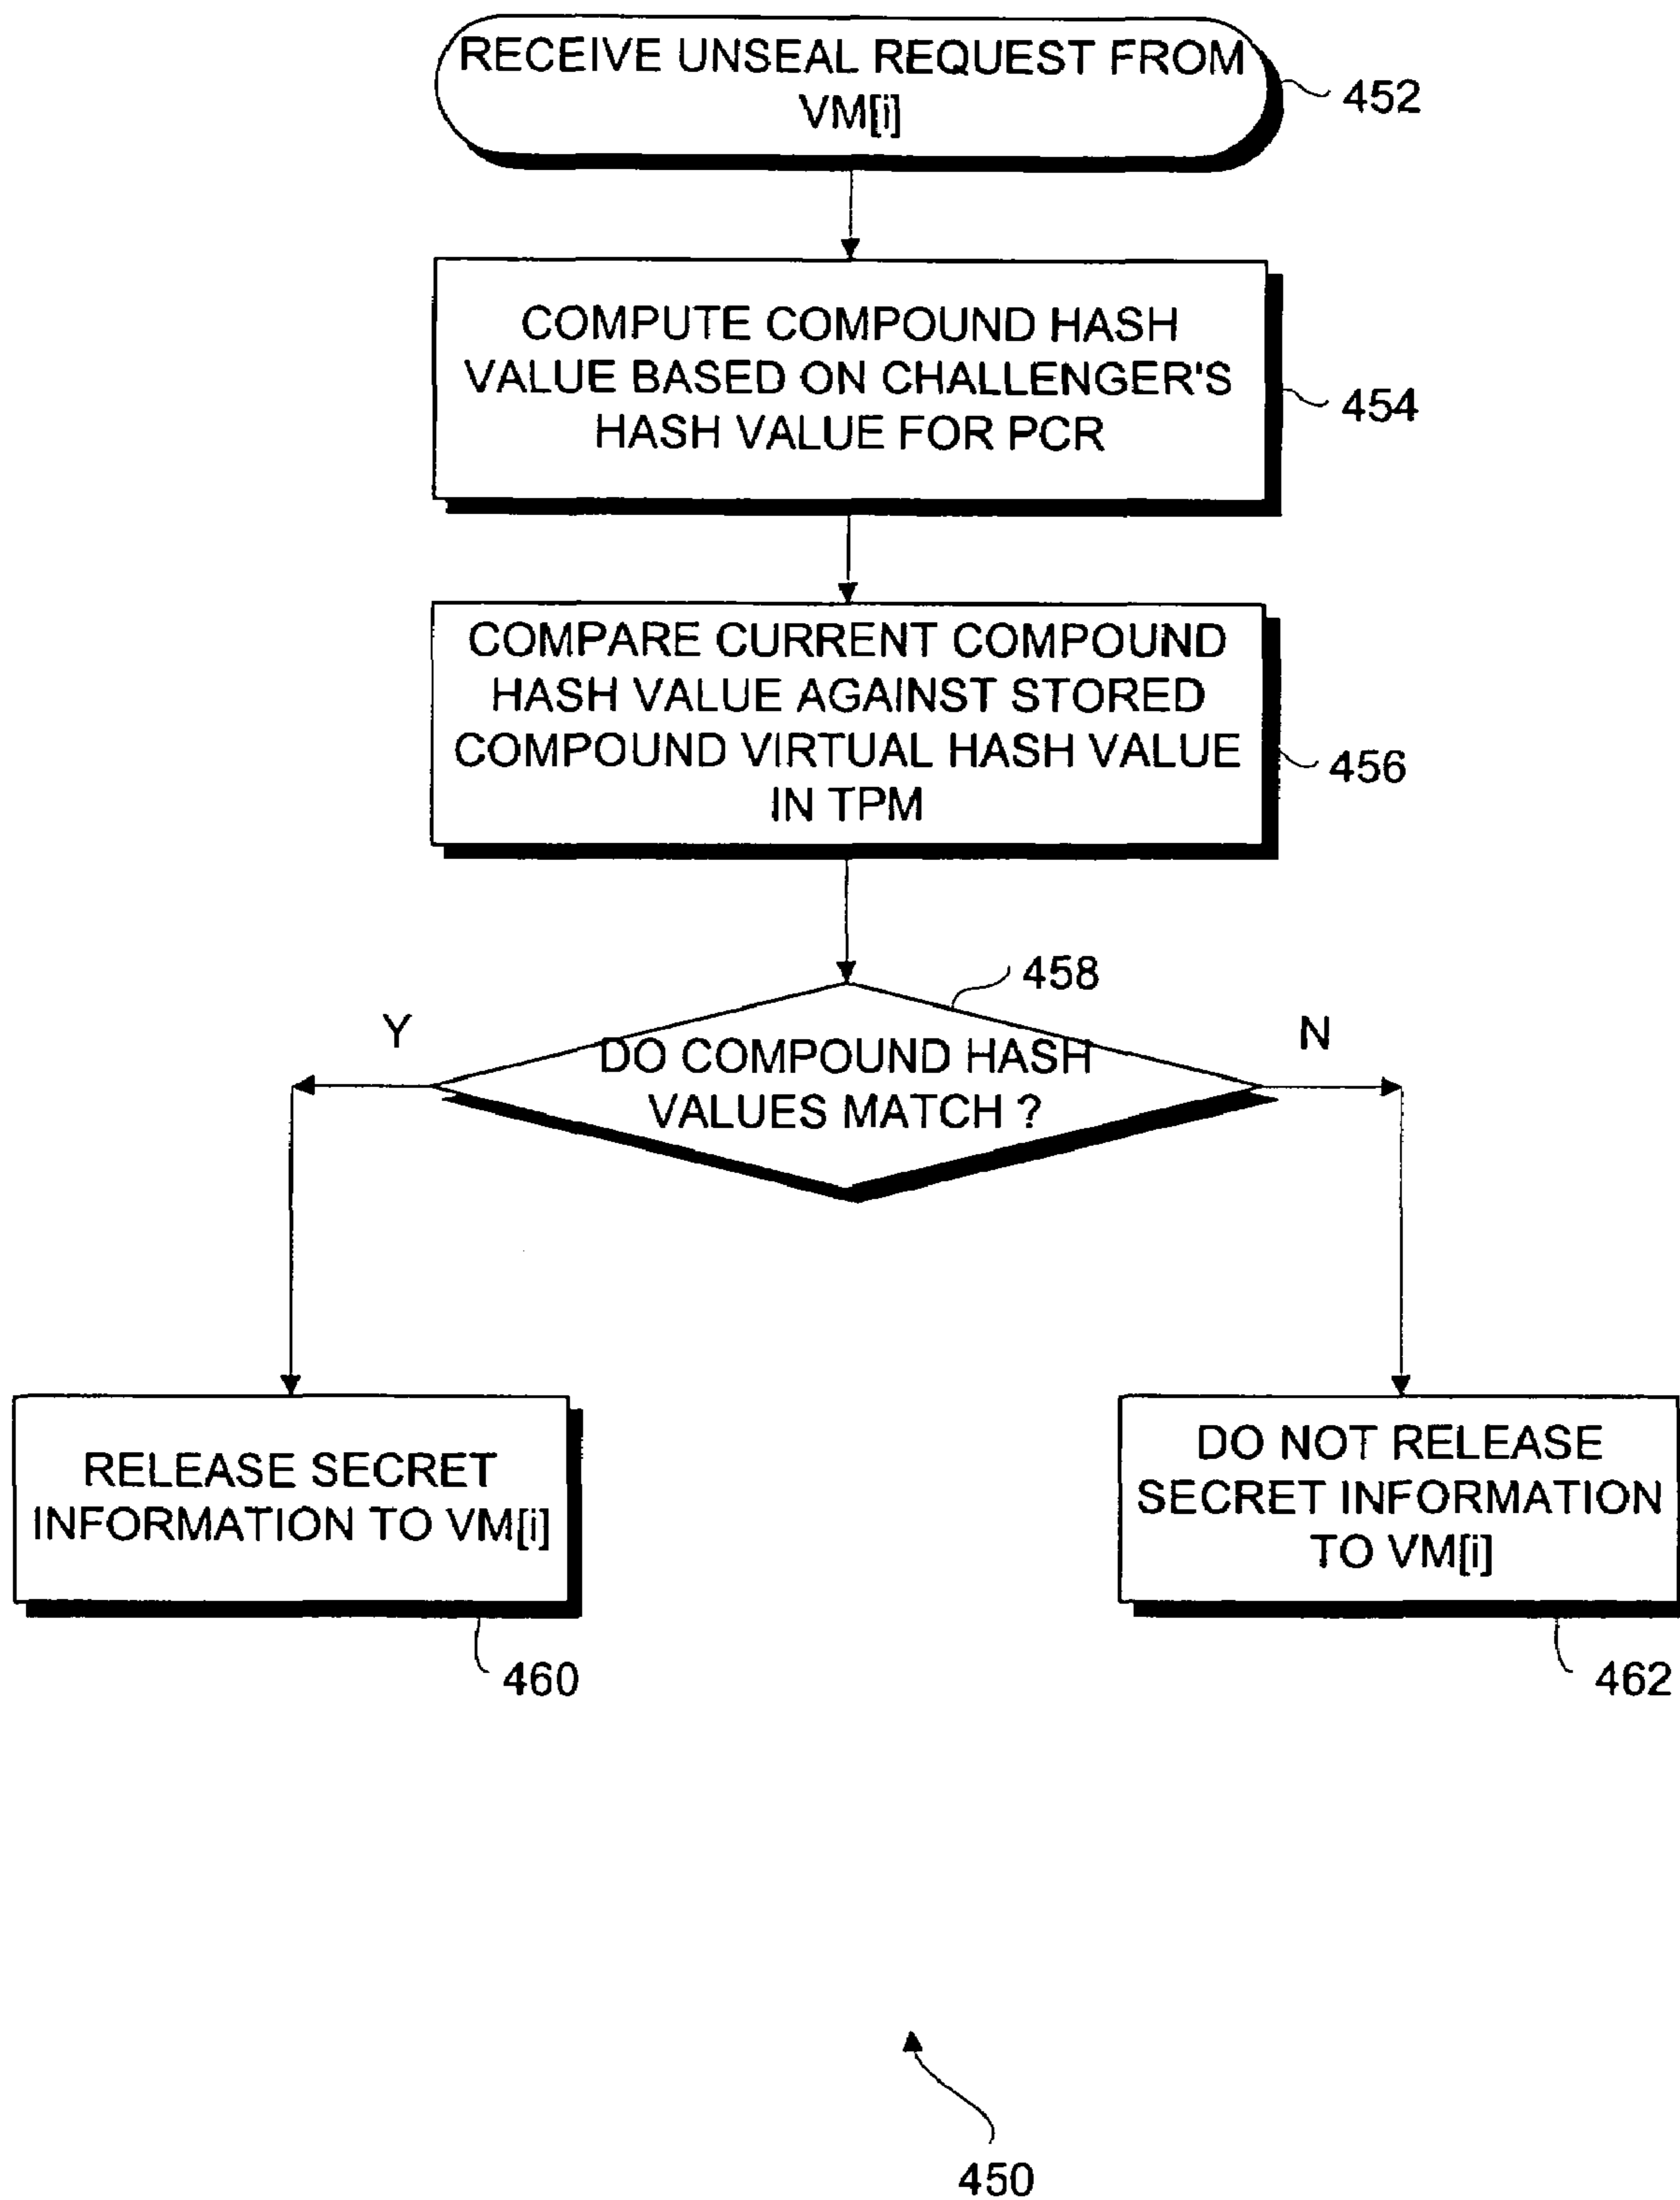 RECEIVE UNSEAL REQUEST FROM
VM[i]
452
COMPUTE COMPOUND HASH
VALUE BASED ON CHALLENGER'S
HASH VALUE FOR PCR
454
COMPARE CURRENT COMPOUND
HASH VALUE AGAINST STORED
COMPOUND VIRTUAL HASH VALUE
IN TPM
456
458
Y
N
DO COMPOUND HASH
VALUES MATCH ?
RELEASE SECRET
INFORMATION TO VM[i]
460
DO NOT RELEASE
SECRET INFORMATION
TO VM[i]
462
450